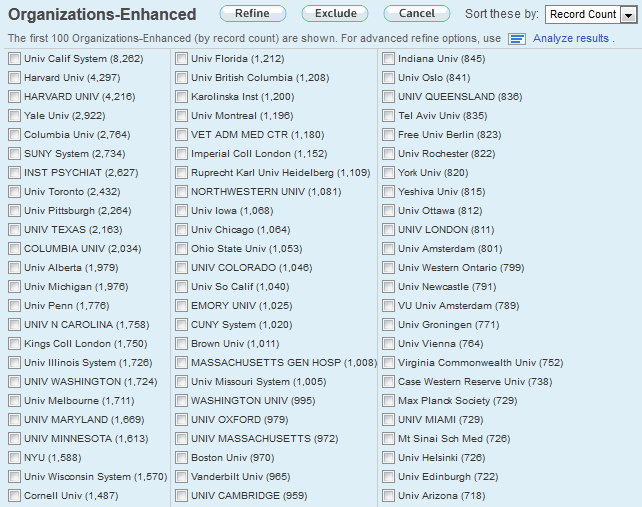 Organizations-Enhanced
Refine
Exclude
Cancel
Sort these by: Record Count
The first 100 Organizations-Enhanced (by record count) are shown. For advanced refine options, use Analyze results .
Univ Calif System (8,262)
Harvard Univ (4,297)
HARVARD UNIV (4,216)
Yale Univ (2,922)
Columbia Univ (2,764)
SUNY System (2,734)
INST PSYCHIAT (2,627)
Univ Toronto (2,432)
Univ Pittsburgh (2,264)
UNIV TEXAS (2,163)
COLUMBIA UNIV (2,034)
Univ Alberta (1,979)
Univ Michigan (1,976)
Univ Penn (1,776)
UNIV N CAROLINA (1,758)
Kings Coll London (1,750)
Univ Illinois System (1,726)
UNIV WASHINGTON (1,724)
Univ Melbourne (1,711)
UNIV MARYLAND (1,669)
UNIV MINNESOTA (1,613)
NYU (1,588)
Univ Wisconsin System (1,570)
Cornell Univ (1,487)
Univ Florida (1,212)
Univ British Columbia (1,208)
Karolinska Inst (1,200)
Univ Montreal (1,196)
VET ADM MED CTR (1,180)
Imperial Coll London (1,152)
Ruprecht Karl Univ Heidelberg (1,109)
NORTHWESTERN UNIV (1,081)
Univ Iowa (1,068)
Univ Chicago (1,064)
Ohio State Univ (1,053)
UNIV COLORADO (1,046)
Univ So Calif (1,040)
EMORY UNIV (1,025)
CUNY System (1,020)
Brown Univ (1,011)
MASSACHUSETTS GEN HOSP (1,008)
Univ Missouri System (1,005)
WASHINGTON UNIV (995)
UNIV OXFORD (979)
UNIV MASSACHUSETTS (972)
Boston Univ (970)
Vanderbilt Univ (965)
UNIV CAMBRIDGE (959)
Indiana Univ (845)
Univ Oslo (841)
UNIV QUEENSLAND (836)
Tel Aviv Univ (835)
Free Univ Berlin (823)
Univ Rochester (822)
York Univ (820)
Yeshiva Univ (815)
Univ Ottawa (812)
UNIV LONDON (811)
Univ Amsterdam (801)
Univ Western Ontario (799)
Univ Newcastle (791)
VU Univ Amsterdam (789)
Univ Groningen (771)
Univ Vienna (764)
Virginia Commonwealth Univ (752)
Case Western Reserve Univ (738)
Max Planck Society (729)
UNIV MIAMI (729)
Mt Sinai Sch Med (726)
Univ Helsinki (726)
Univ Edinburgh (722)
Univ Arizona (718)